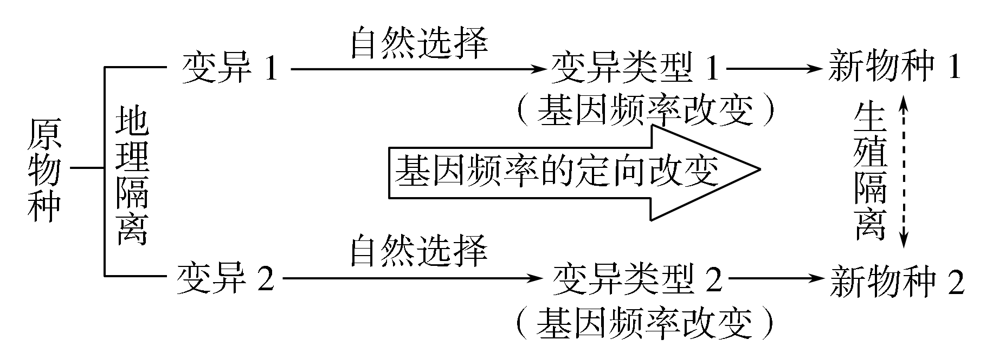 原物种
地理隔离
变异 1
自然选择
变异类型 1
（基因频率改变）
新物种 1
基因频率的定向改变
生殖隔离
变异 2
自然选择
变异类型 2
（基因频率改变）
新物种 2